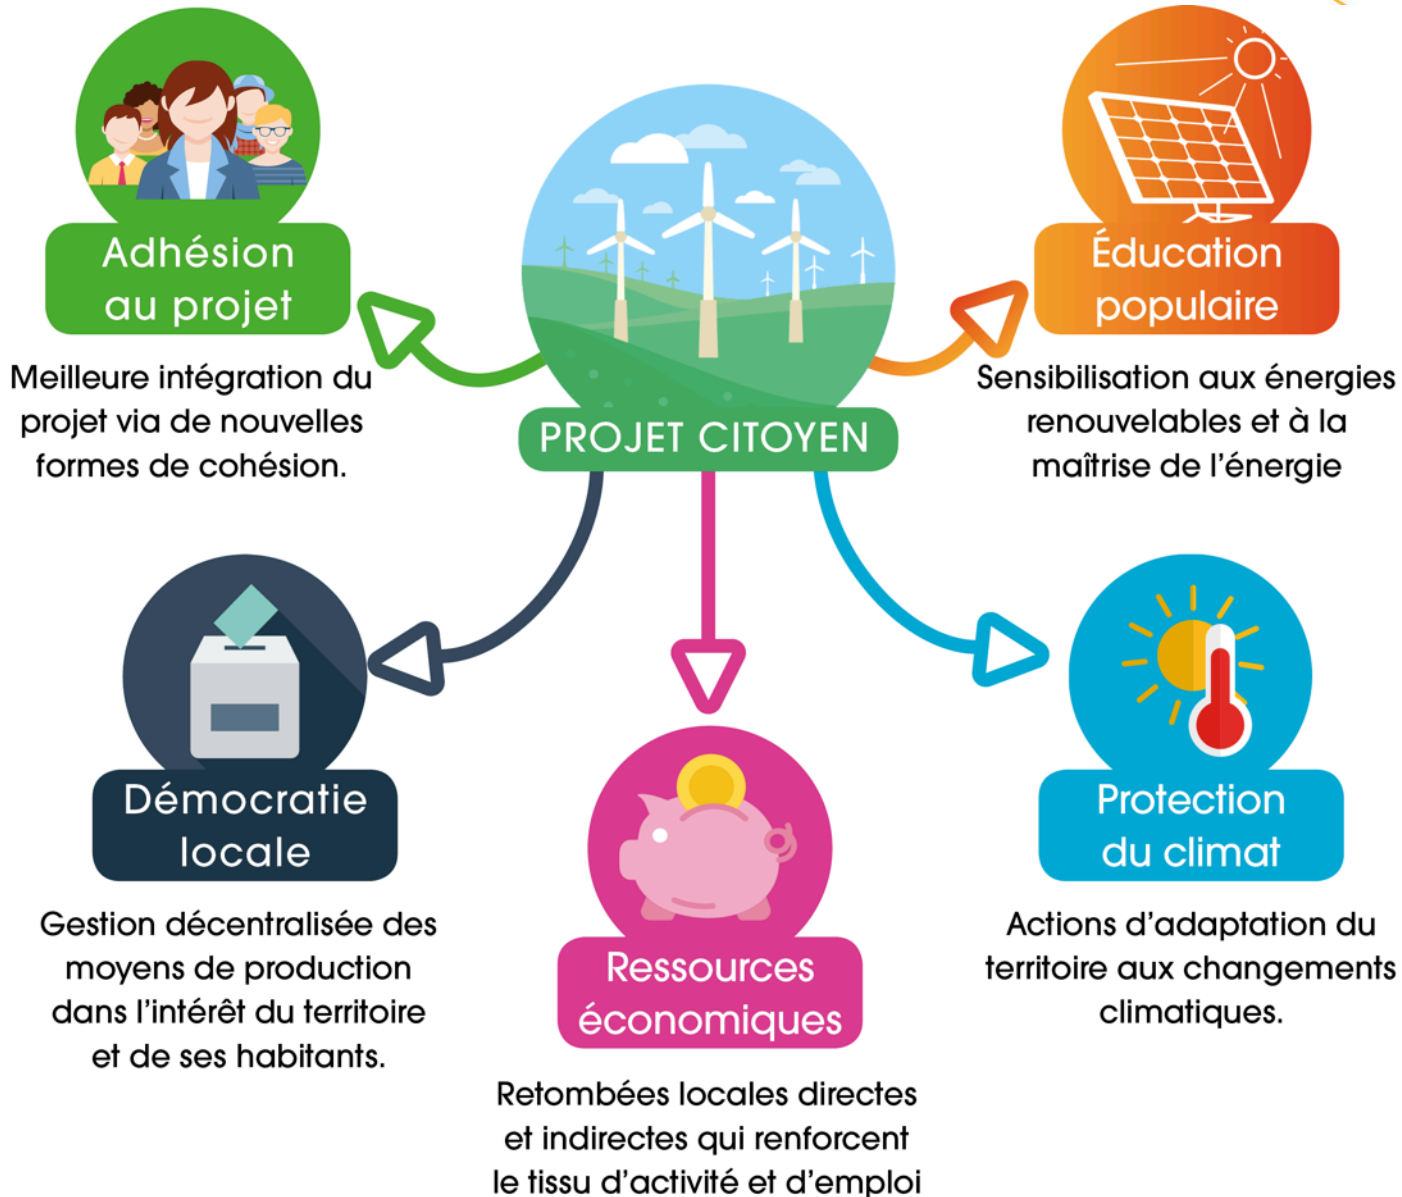 Adhésion
au projet
Meilleure intégration du
projet via de nouvelles
formes de cohésion.
PROJET CITOYEN
Éducation
populaire
Sensibilisation aux énergies
renouvelables et à la
maîtrise de l'énergie
Démocratie
locale
Gestion décentralisée des
moyens de production
dans l'intérêt du territoire
et de ses habitants.
Ressources
économiques
Retombées locales directes
et indirectes qui renforcent
le tissu d'activité et d'emploi
Protection
du climat
Actions d'adaptation du
territoire aux changements
climatiques.